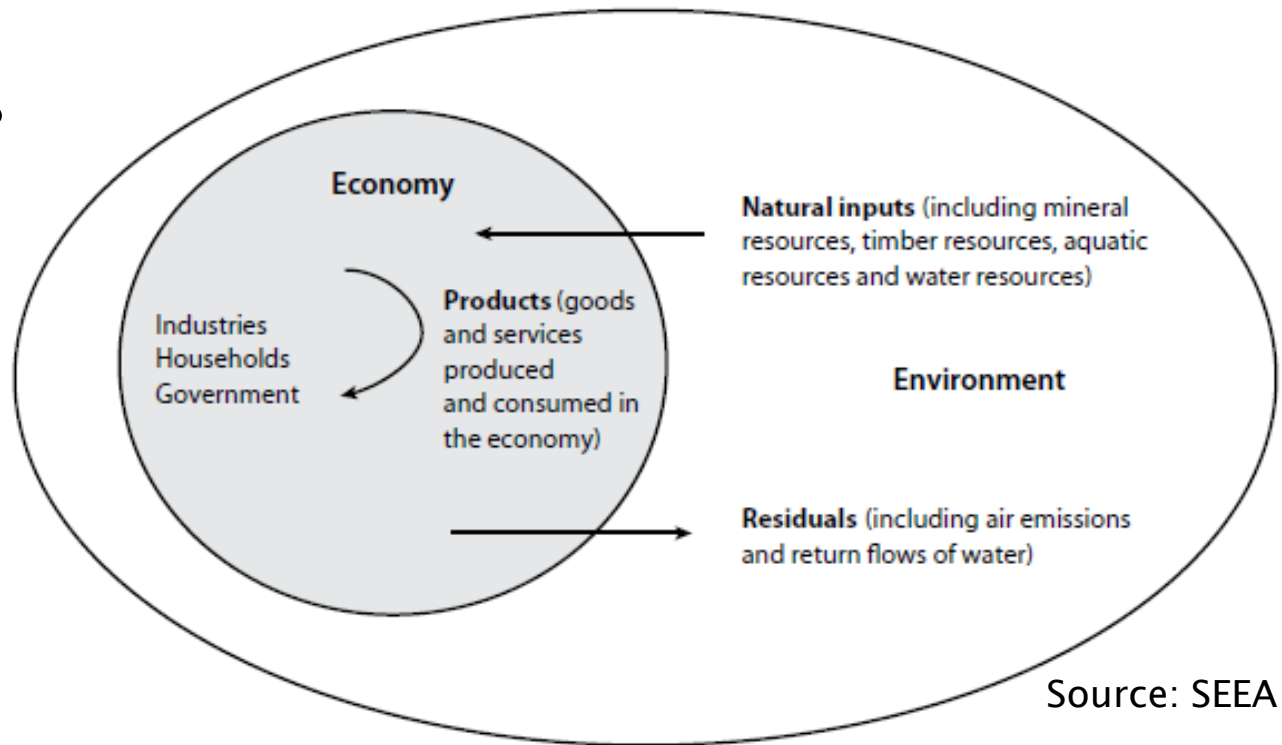 Economy
Natural inputs (including mineral
resources, timber resources, aquatic
resources and water resources)
Industries
Households
Government
Products (goods
and services
produced
and consumed in
the economy)
Environment
Residuals (including air emissions
and return flows of water)
Source: SEEA